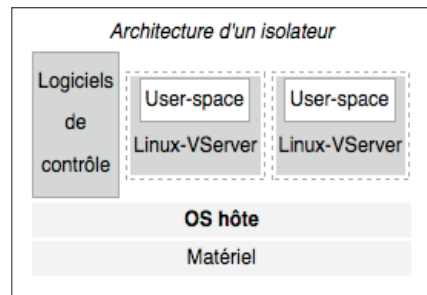 Architecture d'un isolateur
Logiciels
de
contrôle
User-space
Linux-VServer
User-space
Linux-VServer
OS hôte
Matériel